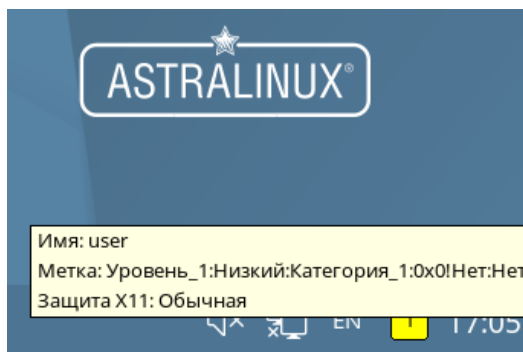 ASTRALINUX®
Имя: user
Метка: Уровень_1:Низкий:Категория_1:0x0!Нет:Нет
Защита X11: Обычная
EN 1 17:05